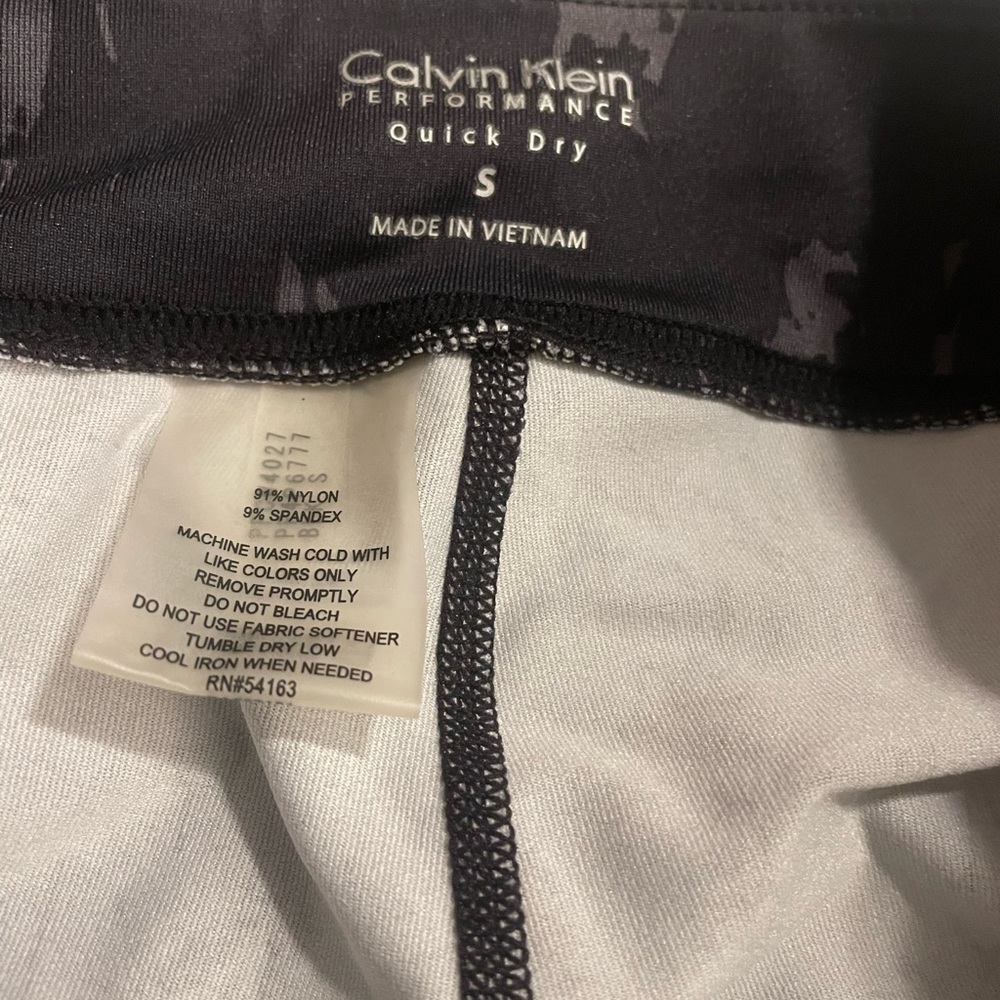 Calvin Klein
PERFORMANCE
Quick Dry
S
MADE IN VIETNAM
91% NYLON
9% SPANDEX
MACHINE WASH COLD WITH
LIKE COLORS ONLY
REMOVE PROMPTLY
DO NOT BLEACH
DO NOT USE FABRIC SOFTENER
TUMBLE DRY LOW
COOL IRON WHEN NEEDED
RN#54163